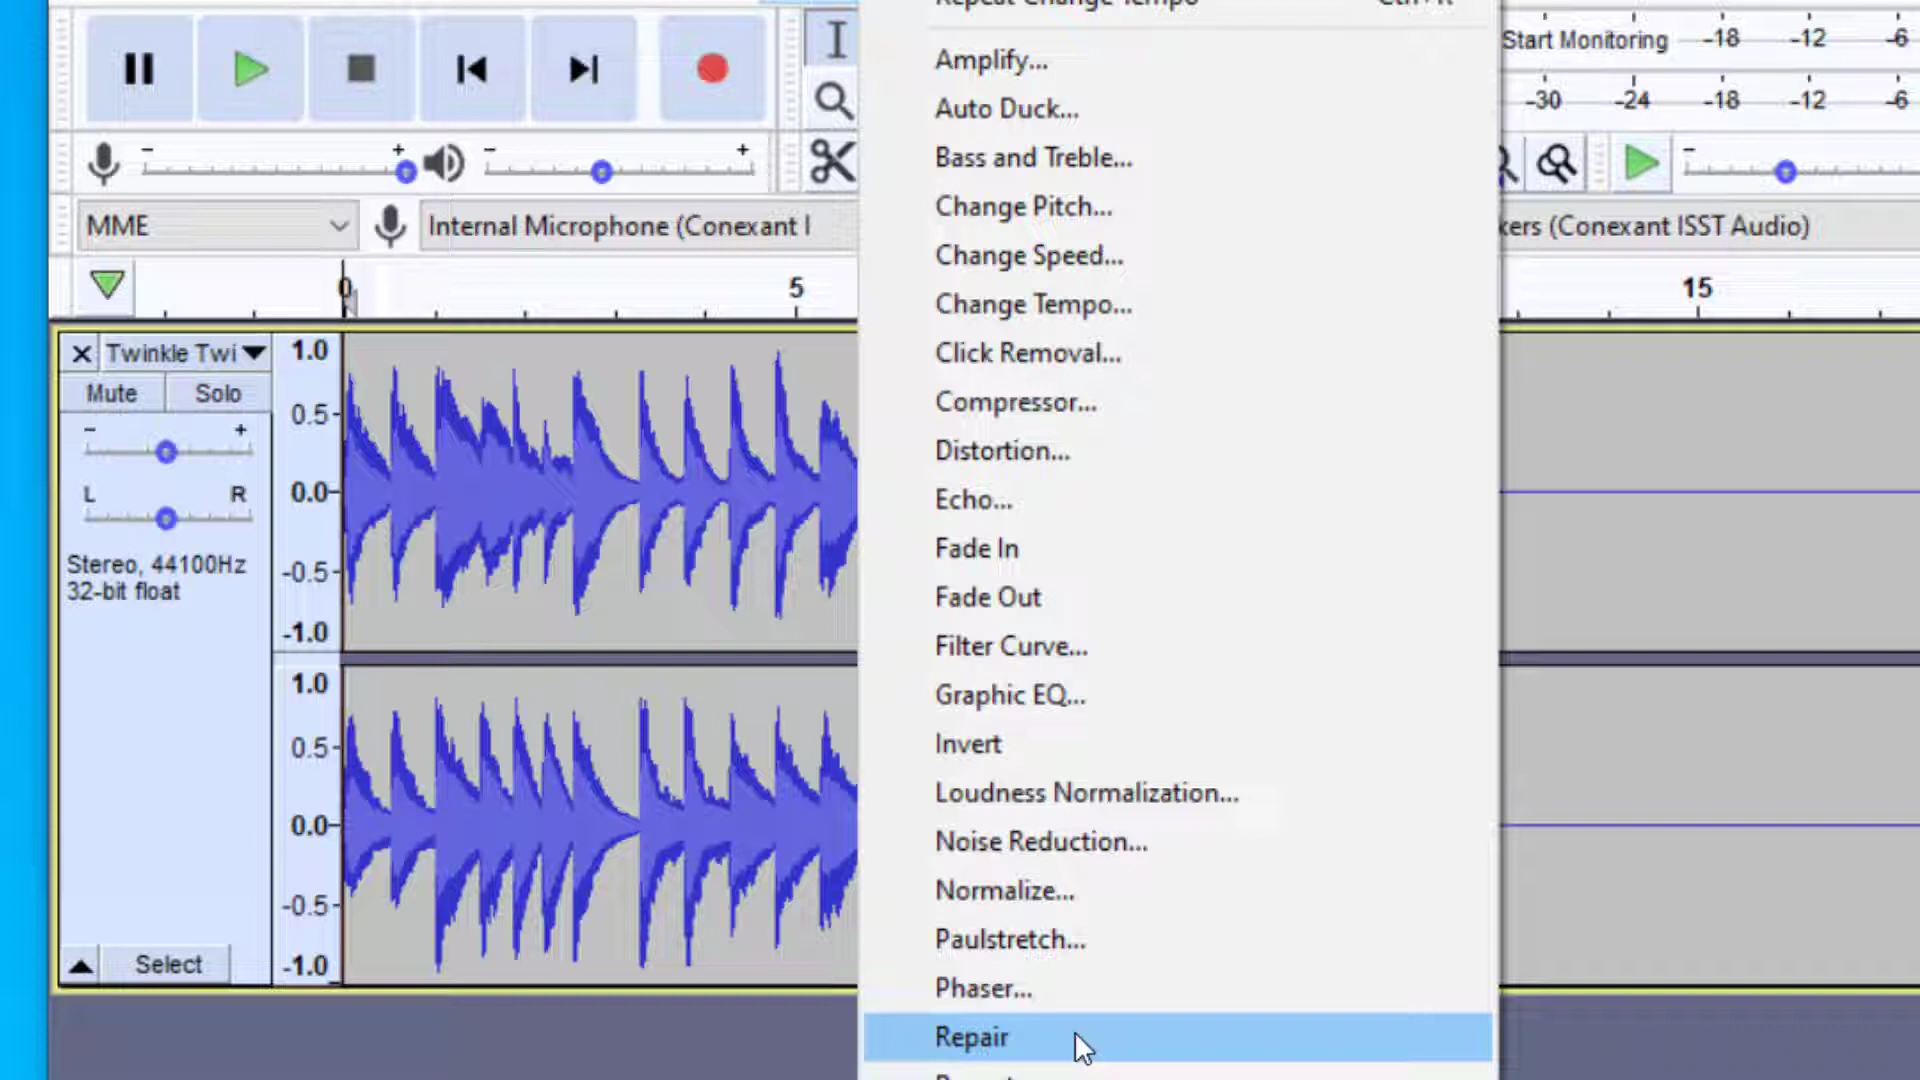 Repeat Change Tempo Ctrl+R
Amplify...
Auto Duck...
Bass and Treble...
Change Pitch...
Change Speed...
Change Tempo...
Click Removal...
Compressor...
Distortion...
Echo...
Fade In
Fade Out
Filter Curve...
Graphic EQ...
Invert
Loudness Normalization...
Noise Reduction...
Normalize...
Paulstretch...
Phaser...
Repair
Start Monitoring -18 -12 -6
-30 -24 -18 -12 -6
- + - +
-
MME
Internal Microphone (Conexant I
kers (Conexant ISST Audio)
0 5 15
Twinkle Twi
Mute Solo
- +
L R
Stereo, 44100Hz
32-bit float
Select
1.0
0.5
0.0
-0.5
-1.0
1.0
0.5
0.0
-0.5
-1.0